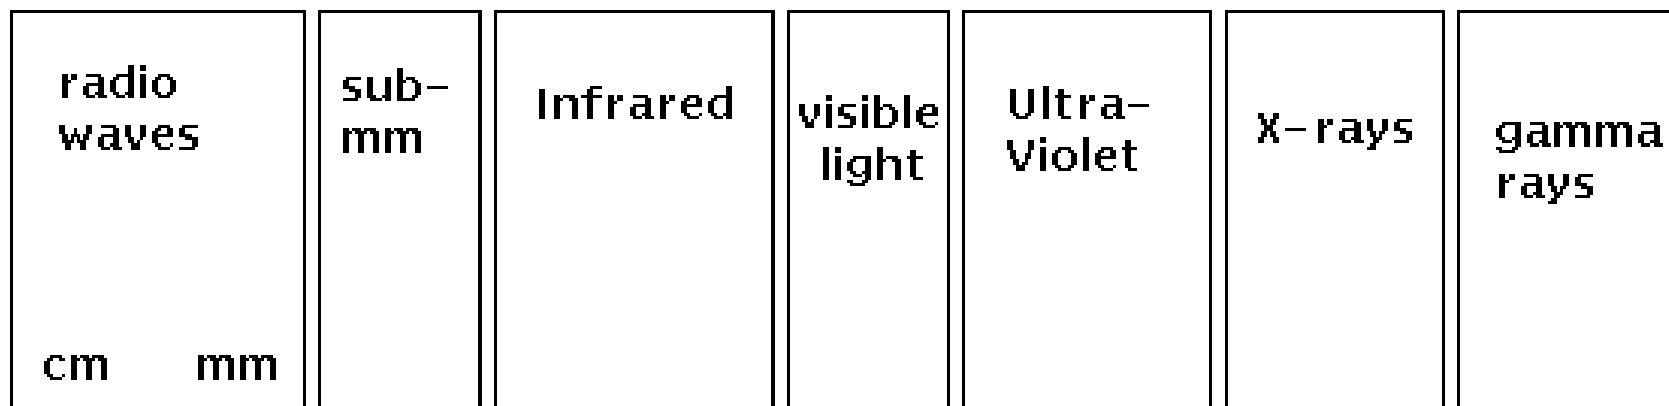 radio
waves
cm mm
sub-
mm
Infrared
visible
light
Ultra-
Violet
X-rays
gamma
rays